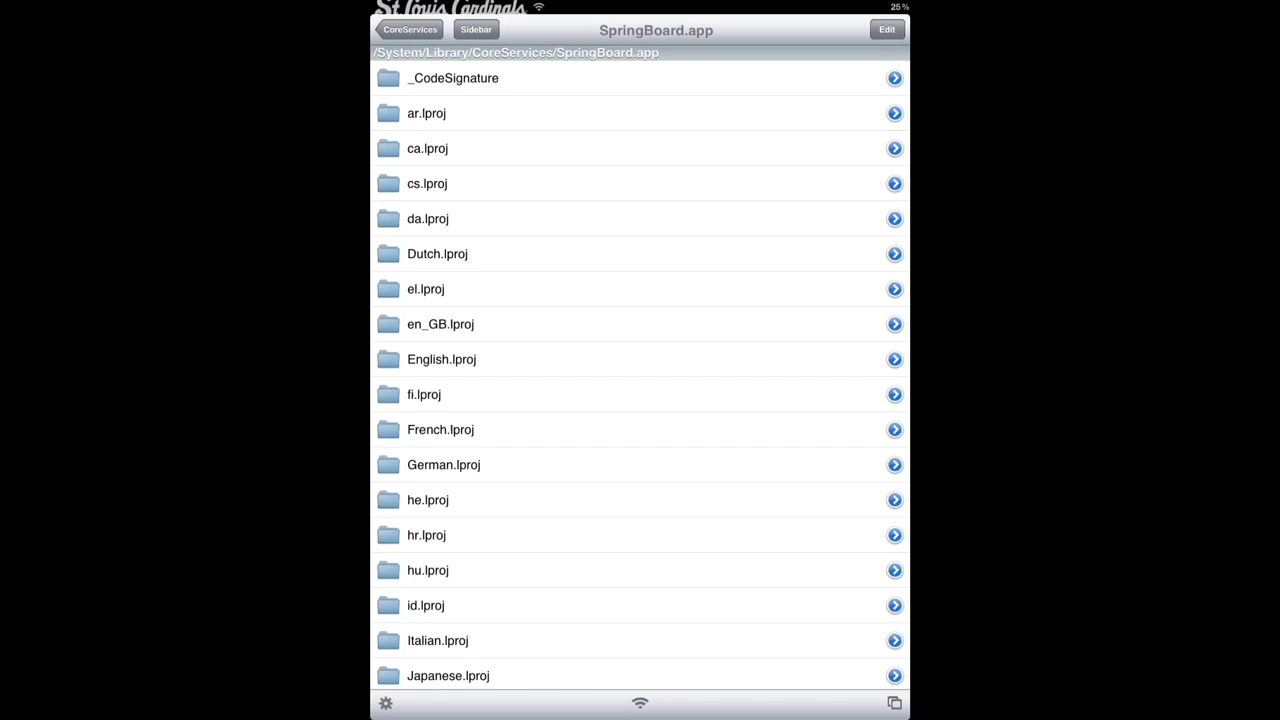 St Louis Cardinals
25 %
CoreServices
Sidebar
SpringBoard.app
Edit
/System/Library/CoreServices/SpringBoard.app
_CodeSignature
ar.lproj
ca.lproj
cs.lproj
da.lproj
Dutch.lproj
el.lproj
en_GB.lproj
English.lproj
fi.lproj
French.lproj
German.lproj
he.lproj
hr.lproj
hu.lproj
id.lproj
Italian.lproj
Japanese.lproj